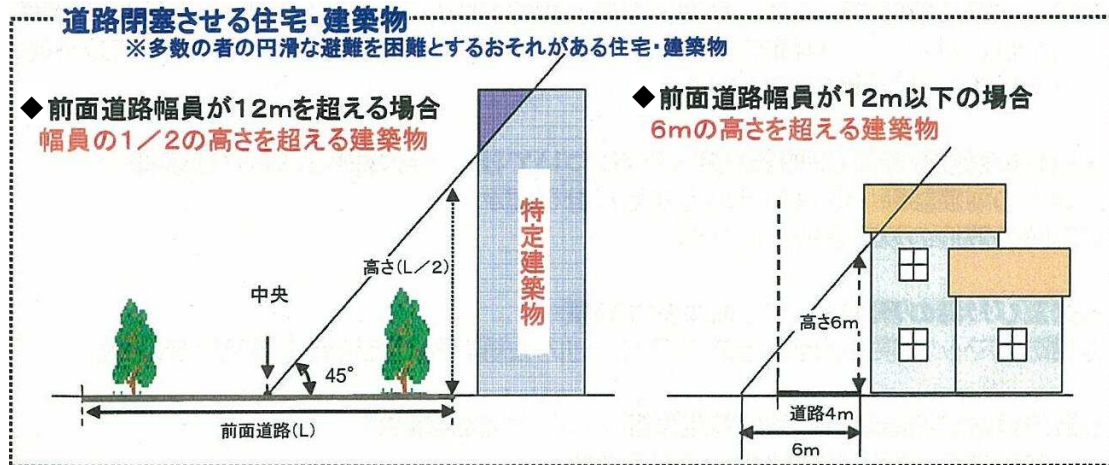 道路閉塞させる住宅・建築物
※多数の者の円滑な避難を困難とするおそれがある住宅・建築物
◆前面道路幅員が12mを超える場合
幅員の1/2の高さを超える建築物
中央
45°
高さ(L/2)
特定建築物
前面道路(L)
◆前面道路幅員が12m以下の場合
6mの高さを超える建築物
高さ6m
道路4m
6m